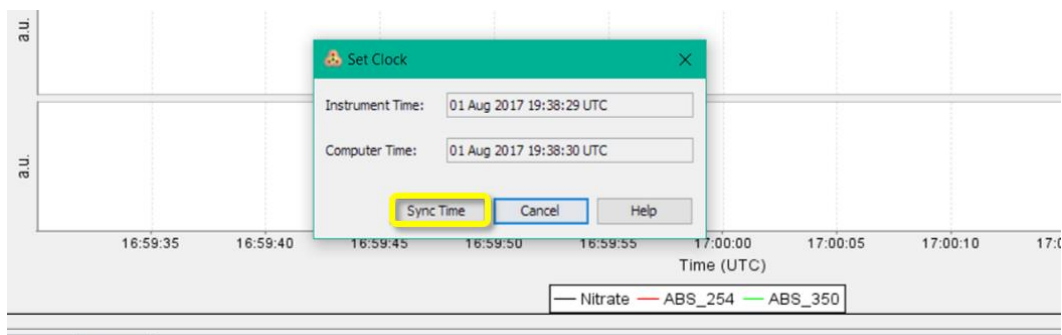 a.u.
Set Clock
Instrument Time: 01 Aug 2017 19:38:29 UTC
Computer Time: 01 Aug 2017 19:38:30 UTC
Sync Time Cancel Help
a.u.
16:59:35 16:59:40 16:59:45 16:59:50 16:59:55 17:00:00 17:00:05 17:00:10
Time (UTC)
Nitrate ABS_254 ABS_350